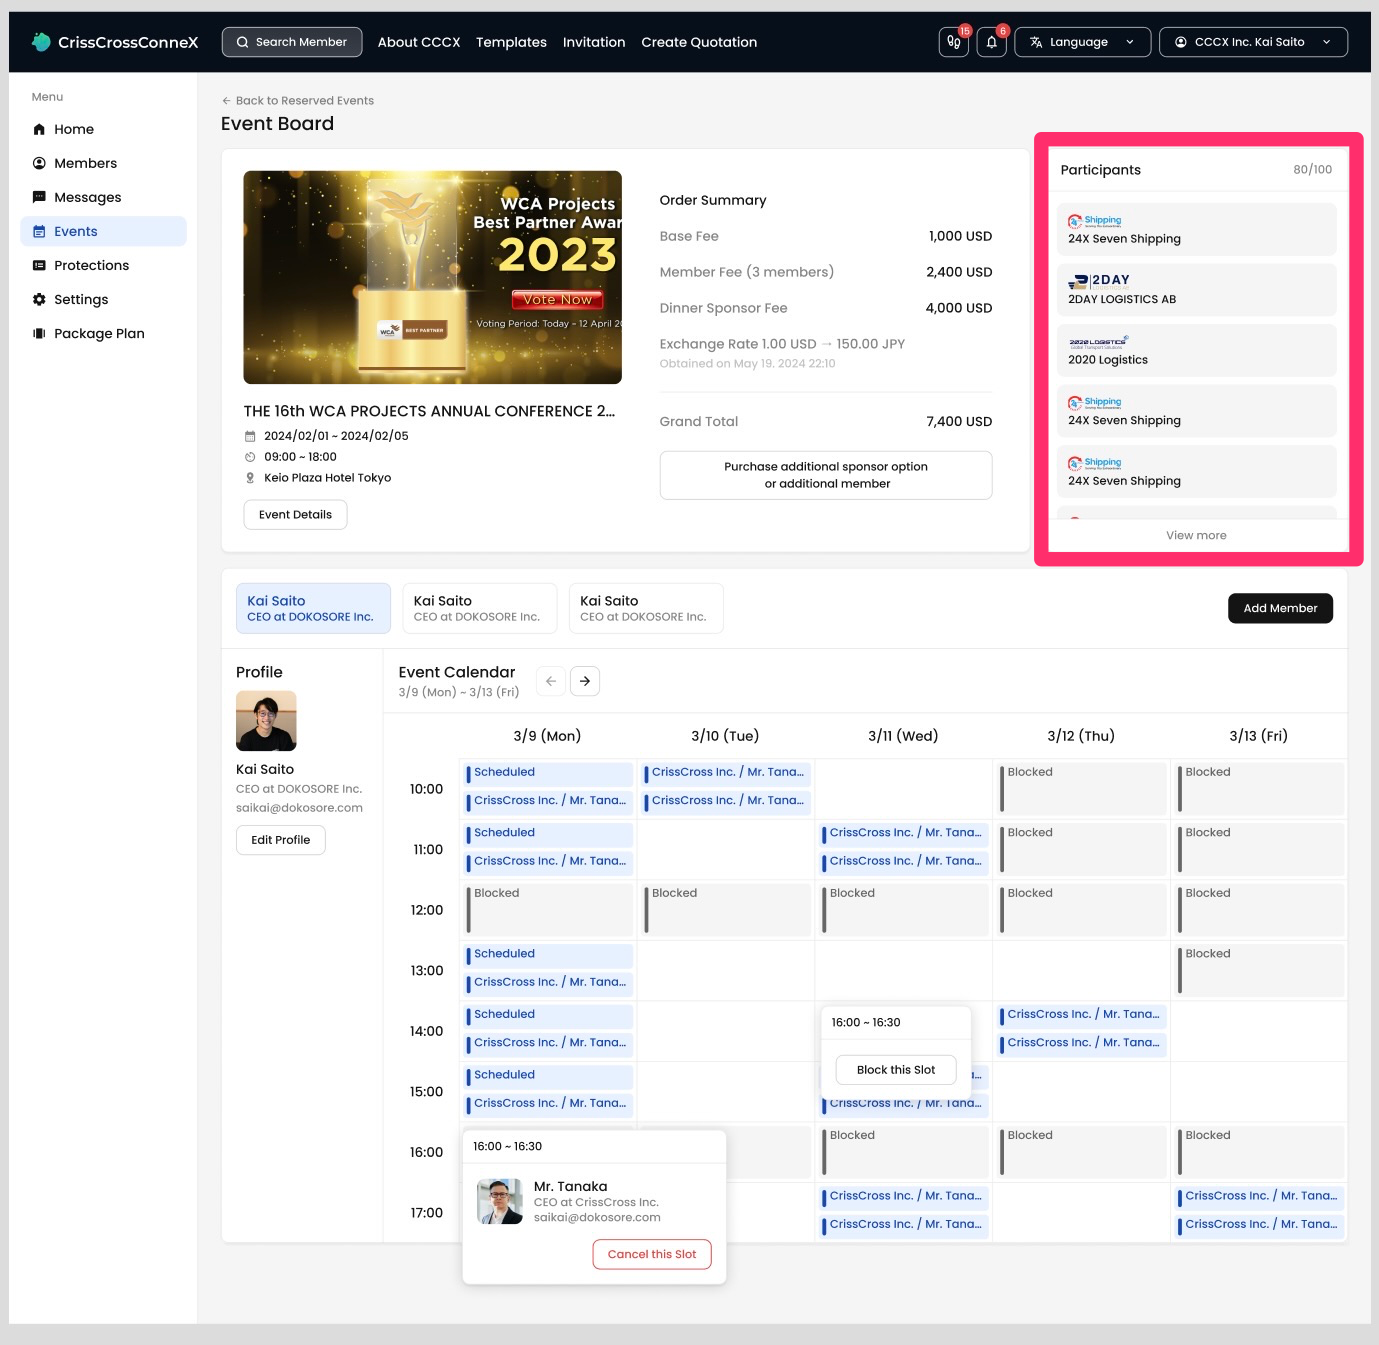 CrissCrossConneX
Search Member
About CCCX
Templates
Invitation
Create Quotation
15
6
Language
CCCX Inc. Kai Saito
Menu
Home
Members
Messages
Events
Protections
Settings
Package Plan
← Back to Reserved Events
Event Board
WCA Projects
Best Partner Awar
2023
Vote Now
Voting Period: Today - 12 April 20
WCA
BEST PARTNER
THE 16th WCA PROJECTS ANNUAL CONFERENCE 2...
2024/02/01 ~ 2024/02/05
09:00 ~ 18:00
Keio Plaza Hotel Tokyo
Event Details
Order Summary
Base Fee 1,000 USD
Member Fee (3 members) 2,400 USD
Dinner Sponsor Fee 4,000 USD
Exchange Rate 1.00 USD → 150.00 JPY
Obtained on May 19. 2024 22:10
Grand Total 7,400 USD
Purchase additional sponsor option
or additional member
Participants 80/100
Shipping
24X Seven Shipping
2DAY
LOGISTICS AB
2DAY LOGISTICS AB
2020 LOGISTICS
Global Transport Solutions
2020 Logistics
Shipping
24X Seven Shipping
Shipping
24X Seven Shipping
View more
Kai Saito
CEO at DOKOSORE Inc.
Kai Saito
CEO at DOKOSORE Inc.
Kai Saito
CEO at DOKOSORE Inc.
Add Member
Profile
Kai Saito
CEO at DOKOSORE Inc.
saikai@dokosore.com
Edit Profile
Event Calendar
3/9 (Mon) ~ 3/13 (Fri)
← →
3/9 (Mon) 3/10 (Tue) 3/11 (Wed) 3/12 (Thu) 3/13 (Fri)
10:00
Scheduled CrissCross Inc. / Mr. Tana... Blocked Blocked
CrissCross Inc. / Mr. Tana... CrissCross Inc. / Mr. Tana...
11:00
Scheduled CrissCross Inc. / Mr. Tana... Blocked Blocked
CrissCross Inc. / Mr. Tana... CrissCross Inc. / Mr. Tana...
12:00
Blocked Blocked Blocked Blocked Blocked
13:00
Scheduled Blocked
CrissCross Inc. / Mr. Tana...
14:00
Scheduled CrissCross Inc. / Mr. Tana...
CrissCross Inc. / Mr. Tana... CrissCross Inc. / Mr. Tana...
16:00 ~ 16:30
Block this Slot
15:00
Scheduled
CrissCross Inc. / Mr. Tana... CrissCross Inc. / Mr. Tana...
16:00
Blocked Blocked Blocked
16:00 ~ 16:30
Mr. Tanaka
CEO at CrissCross Inc.
saikai@dokosore.com
Cancel this Slot
17:00
CrissCross Inc. / Mr. Tana... CrissCross Inc. / Mr. Tana...
CrissCross Inc. / Mr. Tana... CrissCross Inc. / Mr. Tana...